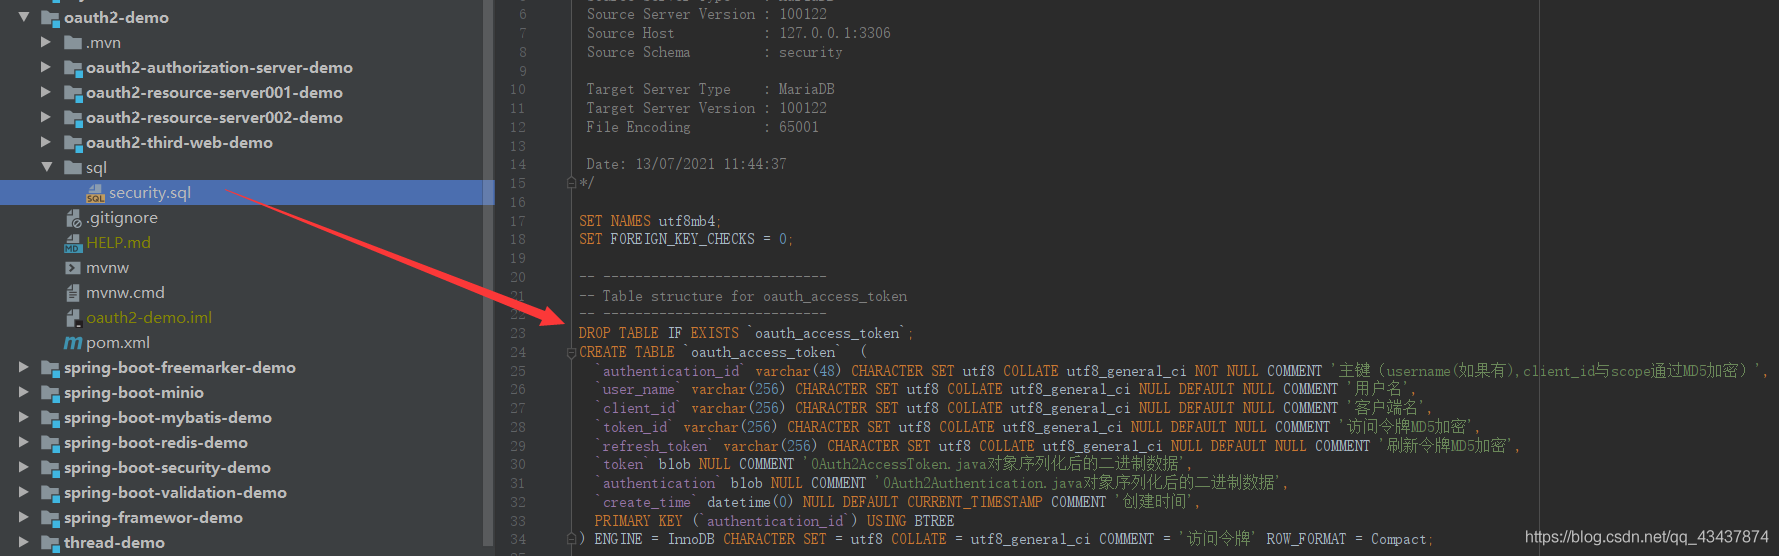 oauth2-demo
.mvn
oauth2-authorization-server-demo
oauth2-resource-server001-demo
oauth2-resource-server002-demo
oauth2-third-web-demo
sql
security.sql
.gitignore
HELP.md
mvnw
mvnw.cmd
oauth2-demo.iml
pom.xml
spring-boot-freemarker-demo
spring-boot-minio
spring-boot-mybatis-demo
spring-boot-redis-demo
spring-boot-security-demo
spring-boot-validation-demo
spring-framewor-demo
thread-demo
6 Source Server Version : 100122
7 Source Host : 127.0.0.1:3306
8 Source Schema : security
9
10 Target Server Type : MariaDB
11 Target Server Version : 100122
12 File Encoding : 65001
13
14 Date: 13/07/2021 11:44:37
15 */
16
17 SET NAMES utf8mb4;
18 SET FOREIGN_KEY_CHECKS = 0;
19
20 -- ----------------------------
21 -- Table structure for oauth_access_token
22 -- ----------------------------
23 DROP TABLE IF EXISTS `oauth_access_token`;
24 CREATE TABLE `oauth_access_token` (
25 `authentication_id` varchar(48) CHARACTER SET utf8 COLLATE utf8_general_ci NOT NULL COMMENT '主键（username(如果有),client_id与scope通过MD5加密）',
26 `user_name` varchar(256) CHARACTER SET utf8 COLLATE utf8_general_ci NULL DEFAULT NULL COMMENT '用户名',
27 `client_id` varchar(256) CHARACTER SET utf8 COLLATE utf8_general_ci NULL DEFAULT NULL COMMENT '客户端名',
28 `token_id` varchar(256) CHARACTER SET utf8 COLLATE utf8_general_ci NULL DEFAULT NULL COMMENT '访问令牌MD5加密',
29 `refresh_token` varchar(256) CHARACTER SET utf8 COLLATE utf8_general_ci NULL DEFAULT NULL COMMENT '刷新令牌MD5加密',
30 `token` blob NULL COMMENT 'OAuth2AccessToken.java对象序列化后的二进制数据',
31 `authentication` blob NULL COMMENT 'OAuth2Authentication.java对象序列化后的二进制数据',
32 `create_time` datetime(0) NULL DEFAULT CURRENT_TIMESTAMP COMMENT '创建时间',
33 PRIMARY KEY (`authentication_id`) USING BTREE
34 ) ENGINE = InnoDB CHARACTER SET = utf8 COLLATE = utf8_general_ci COMMENT = '访问令牌' ROW_FORMAT = Compact;
https://blog.csdn.net/qq_43437874